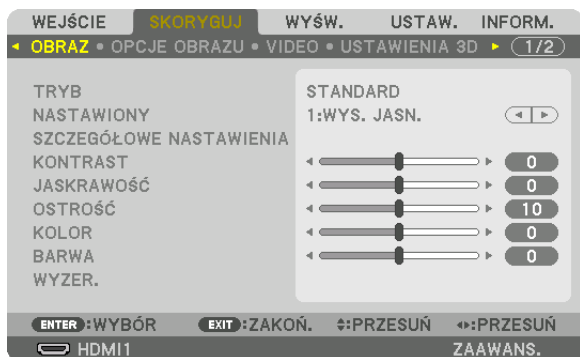 WEJŚCIE SKORYGUJ WYŚW. USTAW. INFORM.
OBRAZ • OPCJE OBRAZU • VIDEO • USTAWIENIA 3D 1/2
TRYB STANDARD
NASTAWIONY 1:WYS. JASN.
SZCZEGÓŁOWE NASTAWIENIA
KONTRAST 0
JASKRAWOŚĆ 0
OSTROŚĆ 10
KOLOR 0
BARWA 0
WYZER.
ENTER:WYBÓR EXIT:ZAKOŃ. :PRZESUŃ :PRZESUŃ
HDMI1 ZAAWANS.